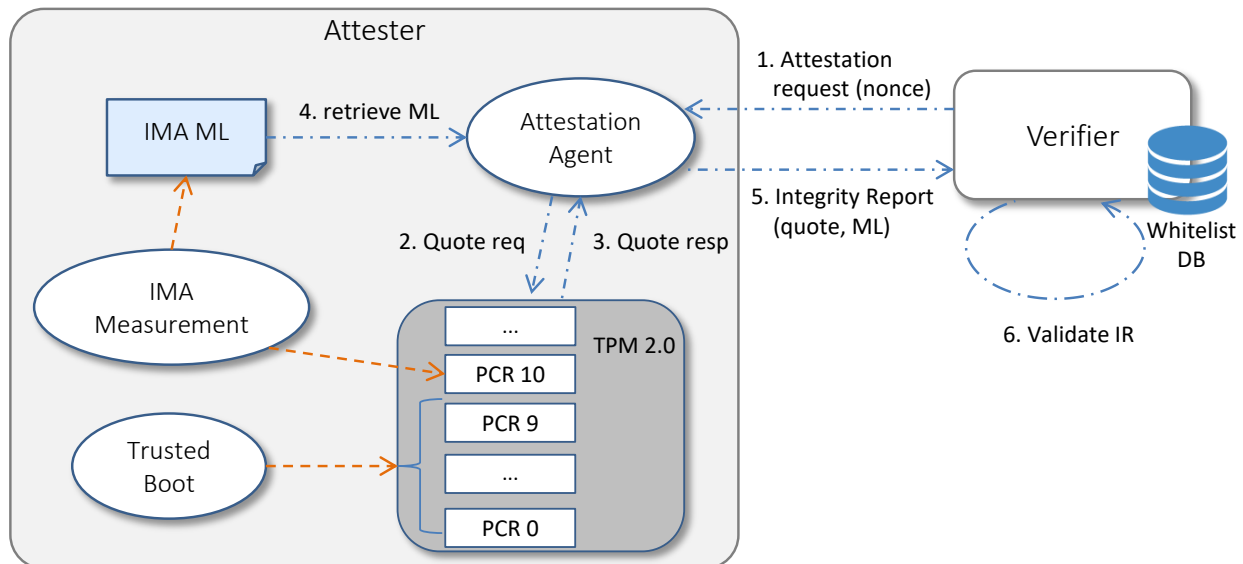 Attester
1. Attestation
request (nonce)
IMA ML
4. retrieve ML
Attestation
Agent
Verifier
5. Integrity Report
(quote, ML)
Whitelist
DB
2. Quote req
3. Quote resp
IMA
Measurement
6. Validate IR
...
TPM 2.0
PCR 10
PCR 9
Trusted
Boot
...
PCR 0